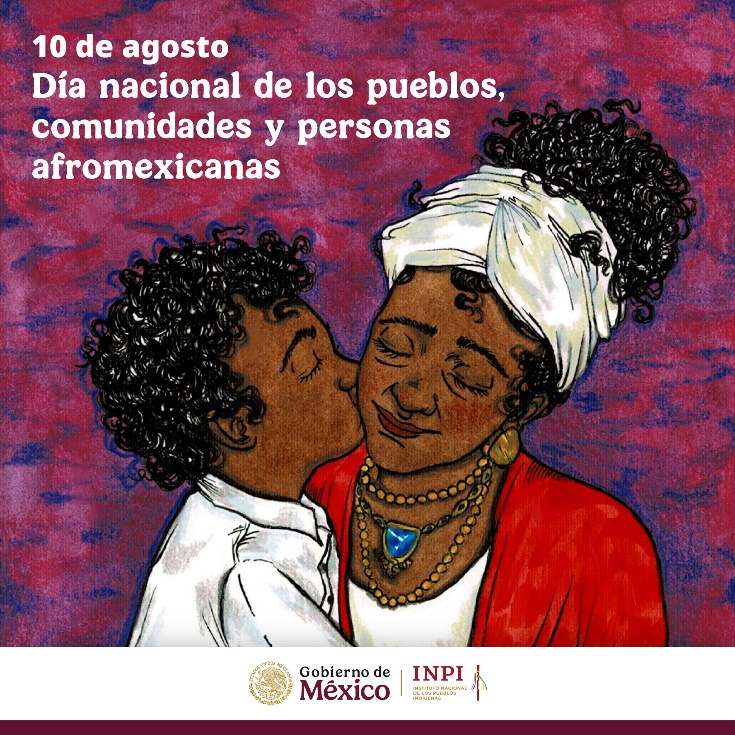 10 de agosto
Día nacional de los pueblos,
comunidades y personas
afromexicanas
Gobierno de
México
INPI
INSTITUTO NACIONAL
DE LOS PUEBLOS
INDÍGENAS